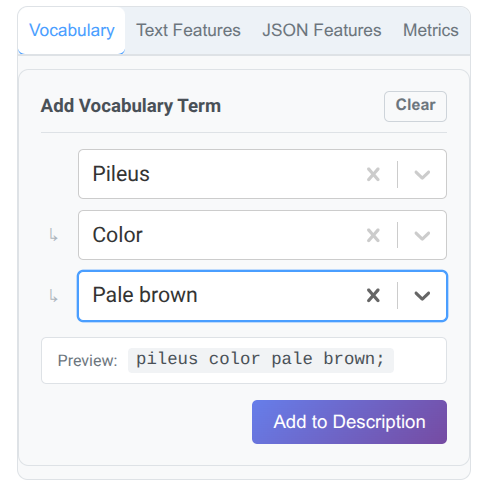 Vocabulary Text Features JSON Features Metrics
Add Vocabulary Term Clear
Pileus
Color
Pale brown
Preview: pileus color pale brown;
Add to Description